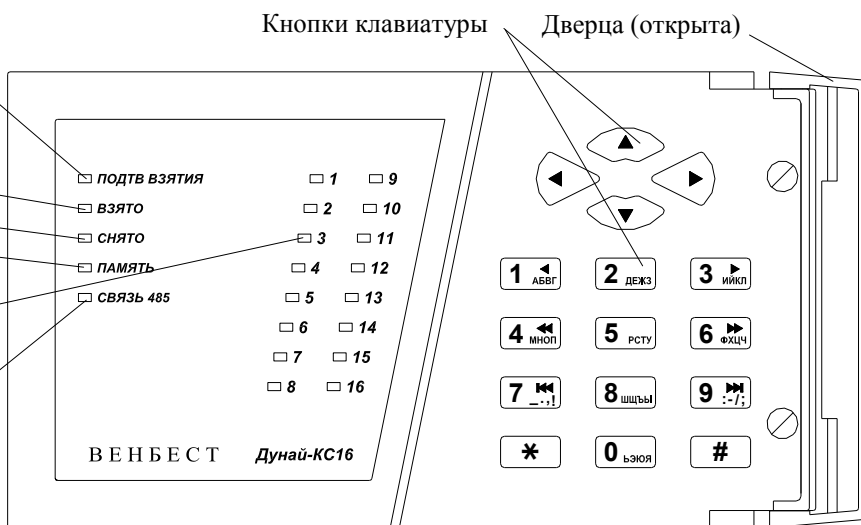 Кнопки клавиатуры Дверца (открыта)
ПОДТВ ВЗЯТИЯ 1 9
ВЗЯТО 2 10
СНЯТО 3 11
ПАМЯТЬ 4 12
СВЯЗЬ 485 5 13
6 14
7 15
8 16
ВЕНБЕСТ Дунай-КС16
1 АБВГ 2 ДЕЖЗ 3 ИЙКЛ
4 МНОП 5 РСТУ 6 ФХЦЧ
7 _.,! 8 ШЩЪЫ 9 :-/;
* 0 ЬЭЮЯ #